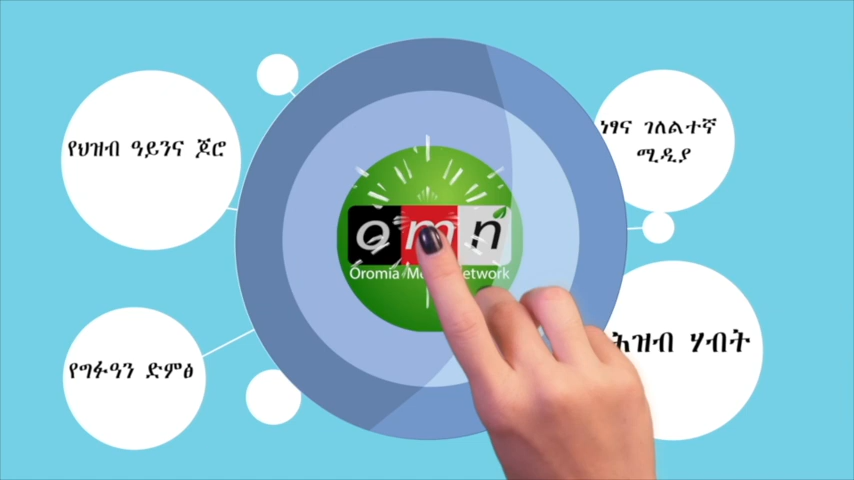 የህዝብ ዓይንና ጆሮ
ነፃና ገለልተኛ
ሚዲያ
omn
Oromia Me etwork
የግፉዓን ድምፅ
ሕዝብ ሃብት